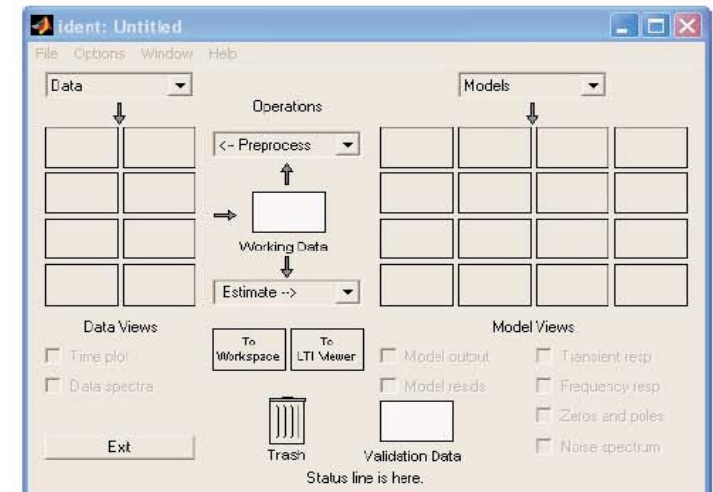 ident: Untitled
File Options Window Help
Data
Models
Operations
<-- Preprocess
Working Data
Estimate -->
Data Views
Model Views
To Workspace
To LTI Viewer
Time plot
Data spectra
Model output
Model resids
Transient resp
Frequency resp
Zeros and poles
Noise spectrum
Exit
Trash
Validation Data
Status line is here.